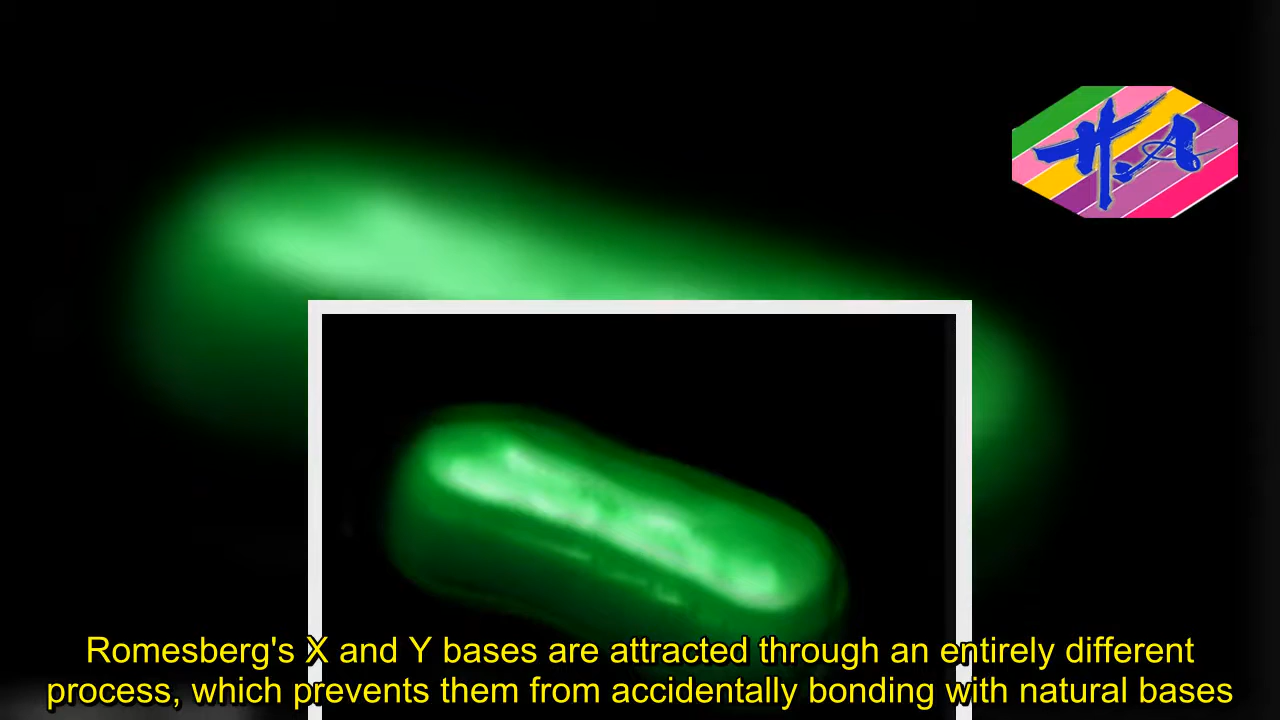 H.A
Romesberg's X and Y bases are attracted through an entirely different
process, which prevents them from accidentally bonding with natural bases